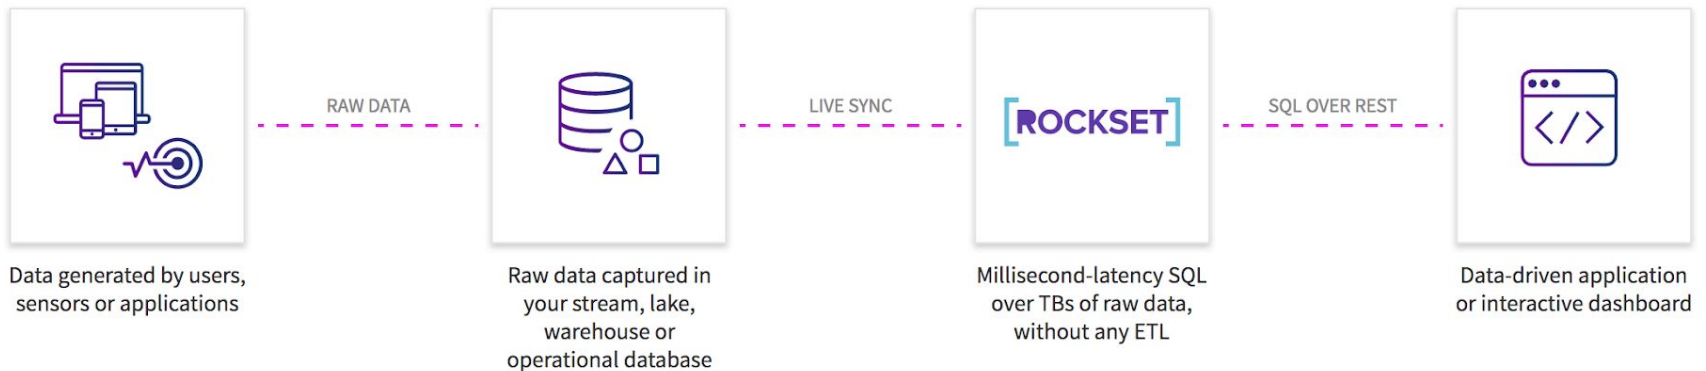 RAW DATA
LIVE SYNC
[ROCKSET]
SQL OVER REST
</>
Data generated by users,
sensors or applications
Raw data captured in
your stream, lake,
warehouse or
operational database
Millisecond-latency SQL
over TBs of raw data,
without any ETL
Data-driven application
or interactive dashboard